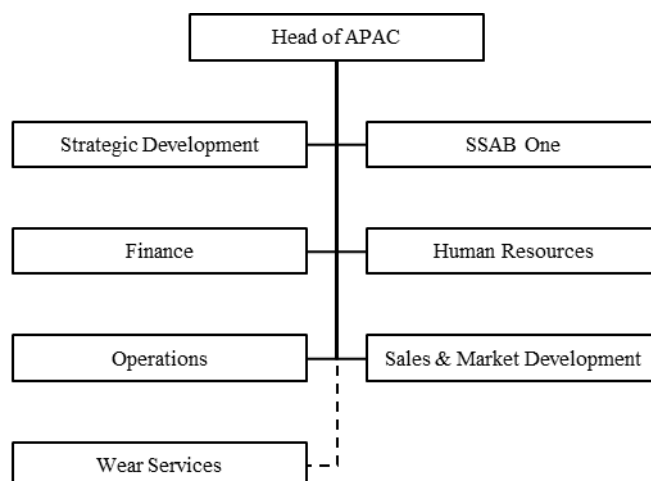 Head of APAC
Strategic Development
SSAB One
Finance
Human Resources
Operations
Sales & Market Development
Wear Services